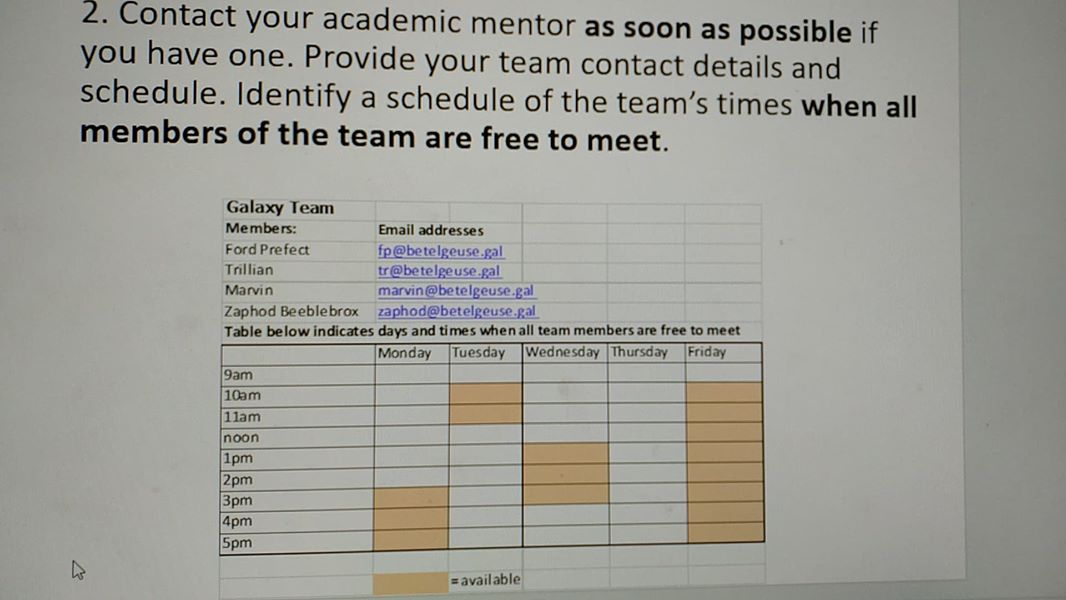 2. Contact your academic mentor as soon as possible if
you have one. Provide your team contact details and
schedule. Identify a schedule of the team's times when all
members of the team are free to meet.
Galaxy Team
Members: Email addresses
Ford Prefect fp@betelgeuse.gal
Trillian tr@betelgeuse.gal
Marvin marvin@betelgeuse.gal
Zaphod Beeblebrox zaphod@betelgeuse.gal
Table below indicates days and times when all team members are free to meet
Monday Tuesday Wednesday Thursday Friday
9am
10am
11am
noon
1pm
2pm
3pm
4pm
5pm
= available